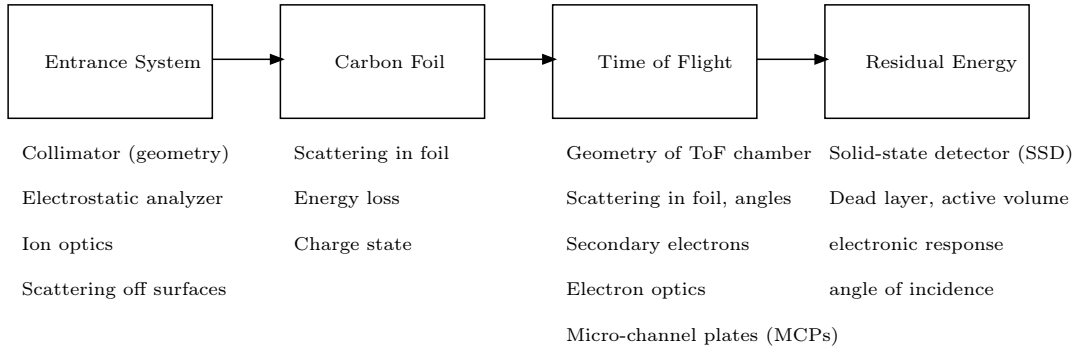 Entrance System
Carbon Foil
Time of Flight
Residual Energy
Collimator (geometry)
Electrostatic analyzer
Ion optics
Scattering off surfaces
Scattering in foil
Energy loss
Charge state
Geometry of ToF chamber
Scattering in foil, angles
Secondary electrons
Electron optics
Micro-channel plates (MCPs)
Solid-state detector (SSD)
Dead layer, active volume
electronic response
angle of incidence